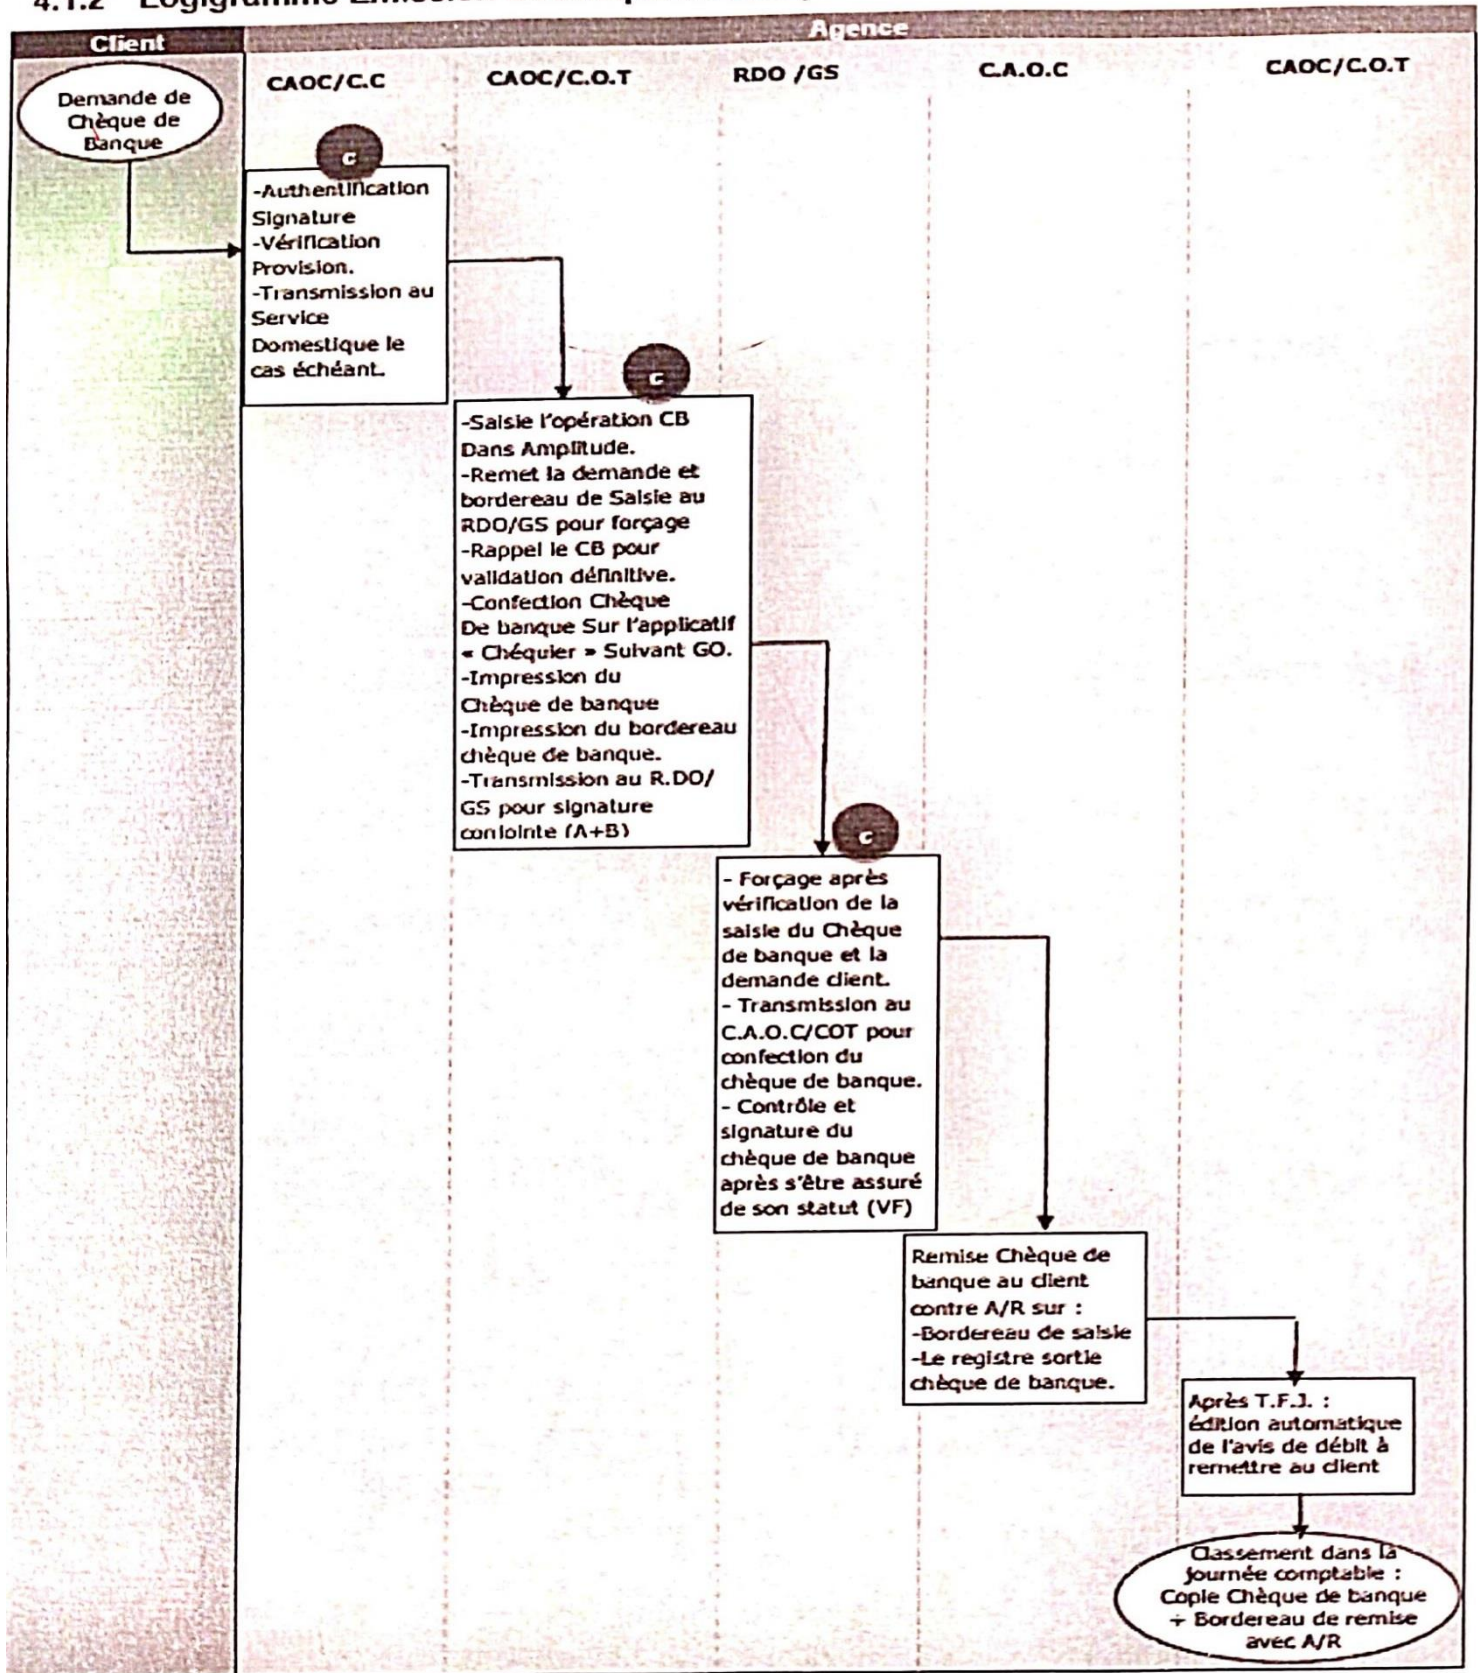 4.1.2
Agence
Client
CAOC/C.C
CAOC/C.O.T
RDO /GS
C.A.O.C
CAOC/C.O.T
Demande de
Chèque de
Banque
C
-Authentification
Signature
-Vérification
Provision.
-Transmission au
Service
Domestique le
cas échéant.
C
-Saisie l'opération CB
Dans Amplitude.
-Remet la demande et
bordereau de Saisie au
RDO/GS pour forçage
-Rappel le CB pour
validation définitive.
-Confection Chèque
De banque Sur l'applicatif
« Chéquier » Suivant GO.
-Impression du
Chèque de banque
-Impression du bordereau
chèque de banque.
-Transmission au R.DO/
GS pour signature
conjointe (A+B)
C
- Forçage après
vérification de la
saisie du Chèque
de banque et la
demande client.
- Transmission au
C.A.O.C/COT pour
confection du
chèque de banque.
- Contrôle et
signature du
chèque de banque
après s'être assuré
de son statut (VF)
Remise Chèque de
banque au client
contre A/R sur :
-Bordereau de saisie
-Le registre sortie
chèque de banque.
Après T.F.J. :
édition automatique
de l'avis de débit à
remettre au client
Classement dans la
journée comptable :
Copie Chèque de banque
+ Bordereau de remise
avec A/R